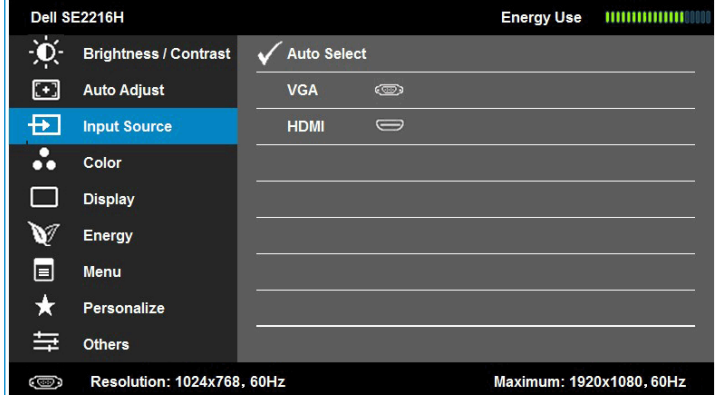 Dell SE2216H Energy Use
Brightness / Contrast Auto Select
Auto Adjust VGA
Input Source HDMI
Color
Display
Energy
Menu
Personalize
Others
Resolution: 1024x768, 60Hz Maximum: 1920x1080, 60Hz